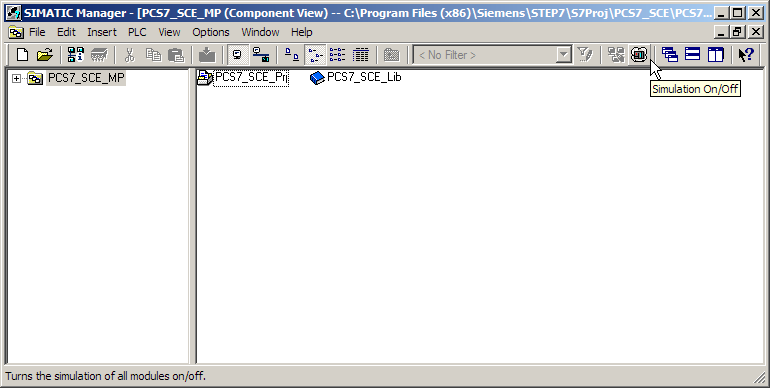 SIMATIC Manager - [PCS7_SCE_MP (Component View) -- C:\Program Files (x86)\Siemens\STEP7\S7Proj\PCS7_SCE\PCS7...
File Edit Insert PLC View Options Window Help
< No Filter >
PCS7_SCE_MP
PCS7_SCE_Prj
PCS7_SCE_Lib
Simulation On/Off
Turns the simulation of all modules on/off.